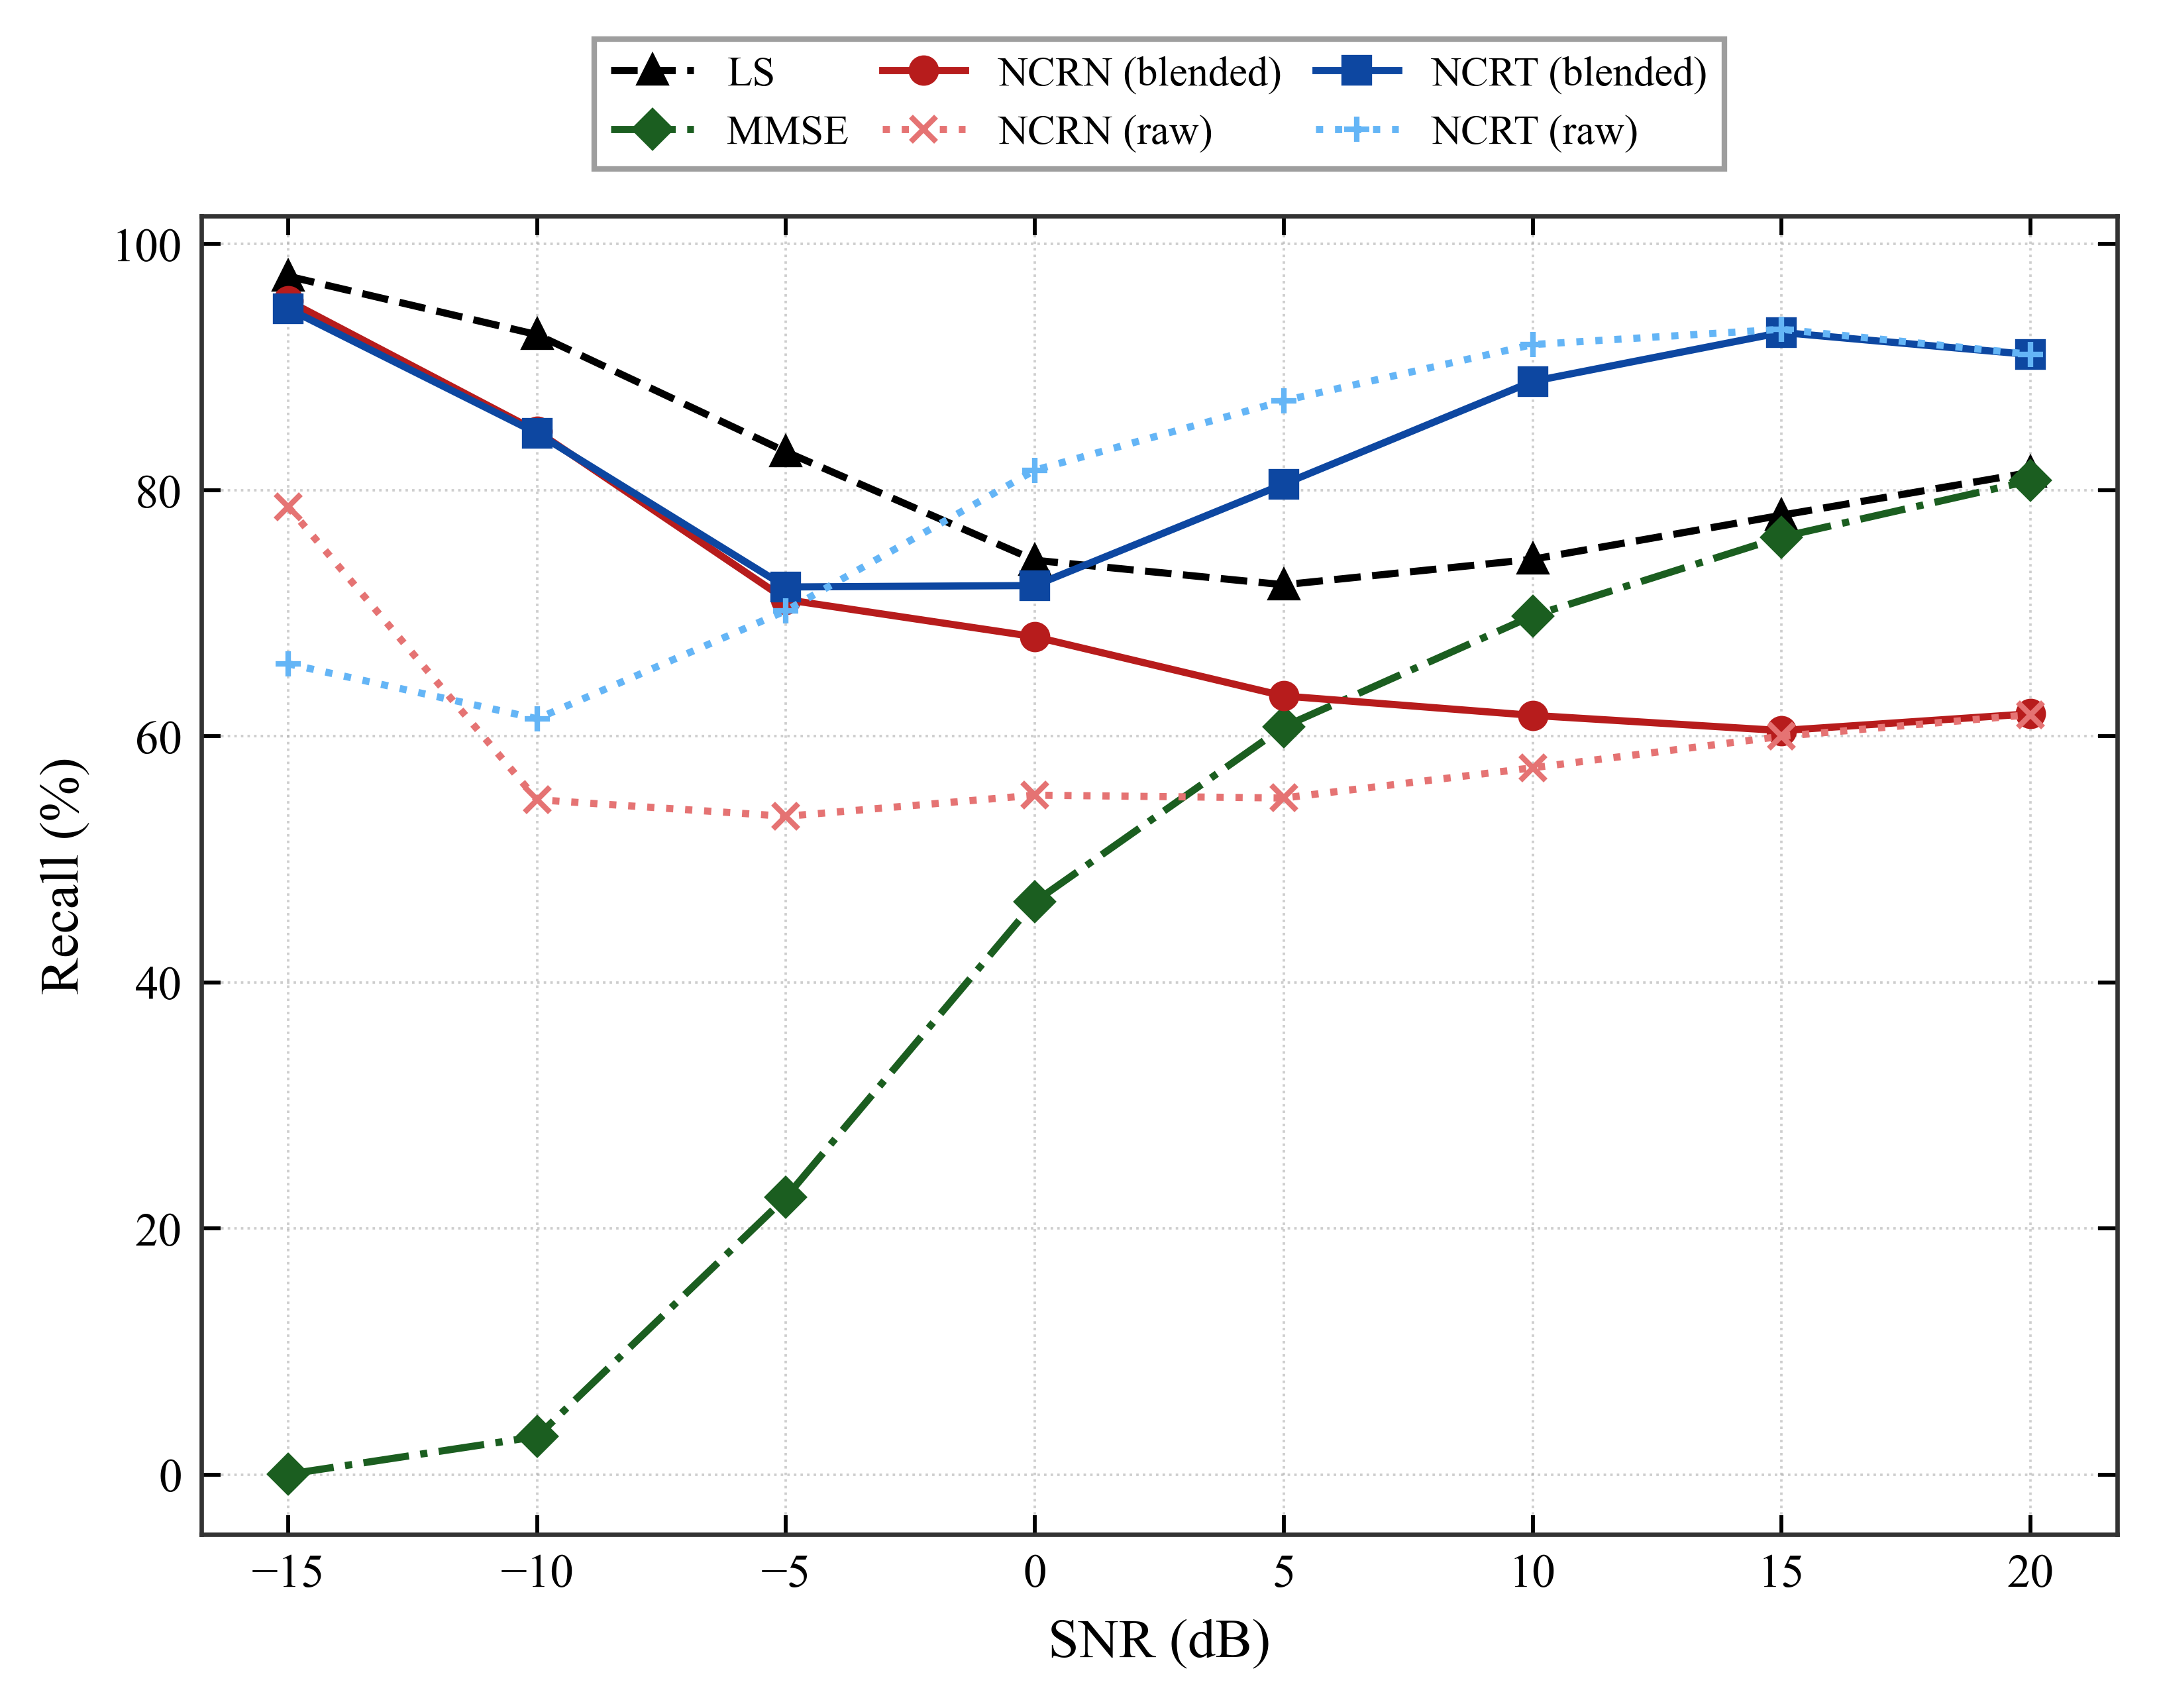 LS
NCRN (blended)
NCRT (blended)
MMSE
NCRN (raw)
NCRT (raw)
100
80
60
40
20
0
Recall (%)
−15
−10
−5
0
5
10
15
20
SNR (dB)